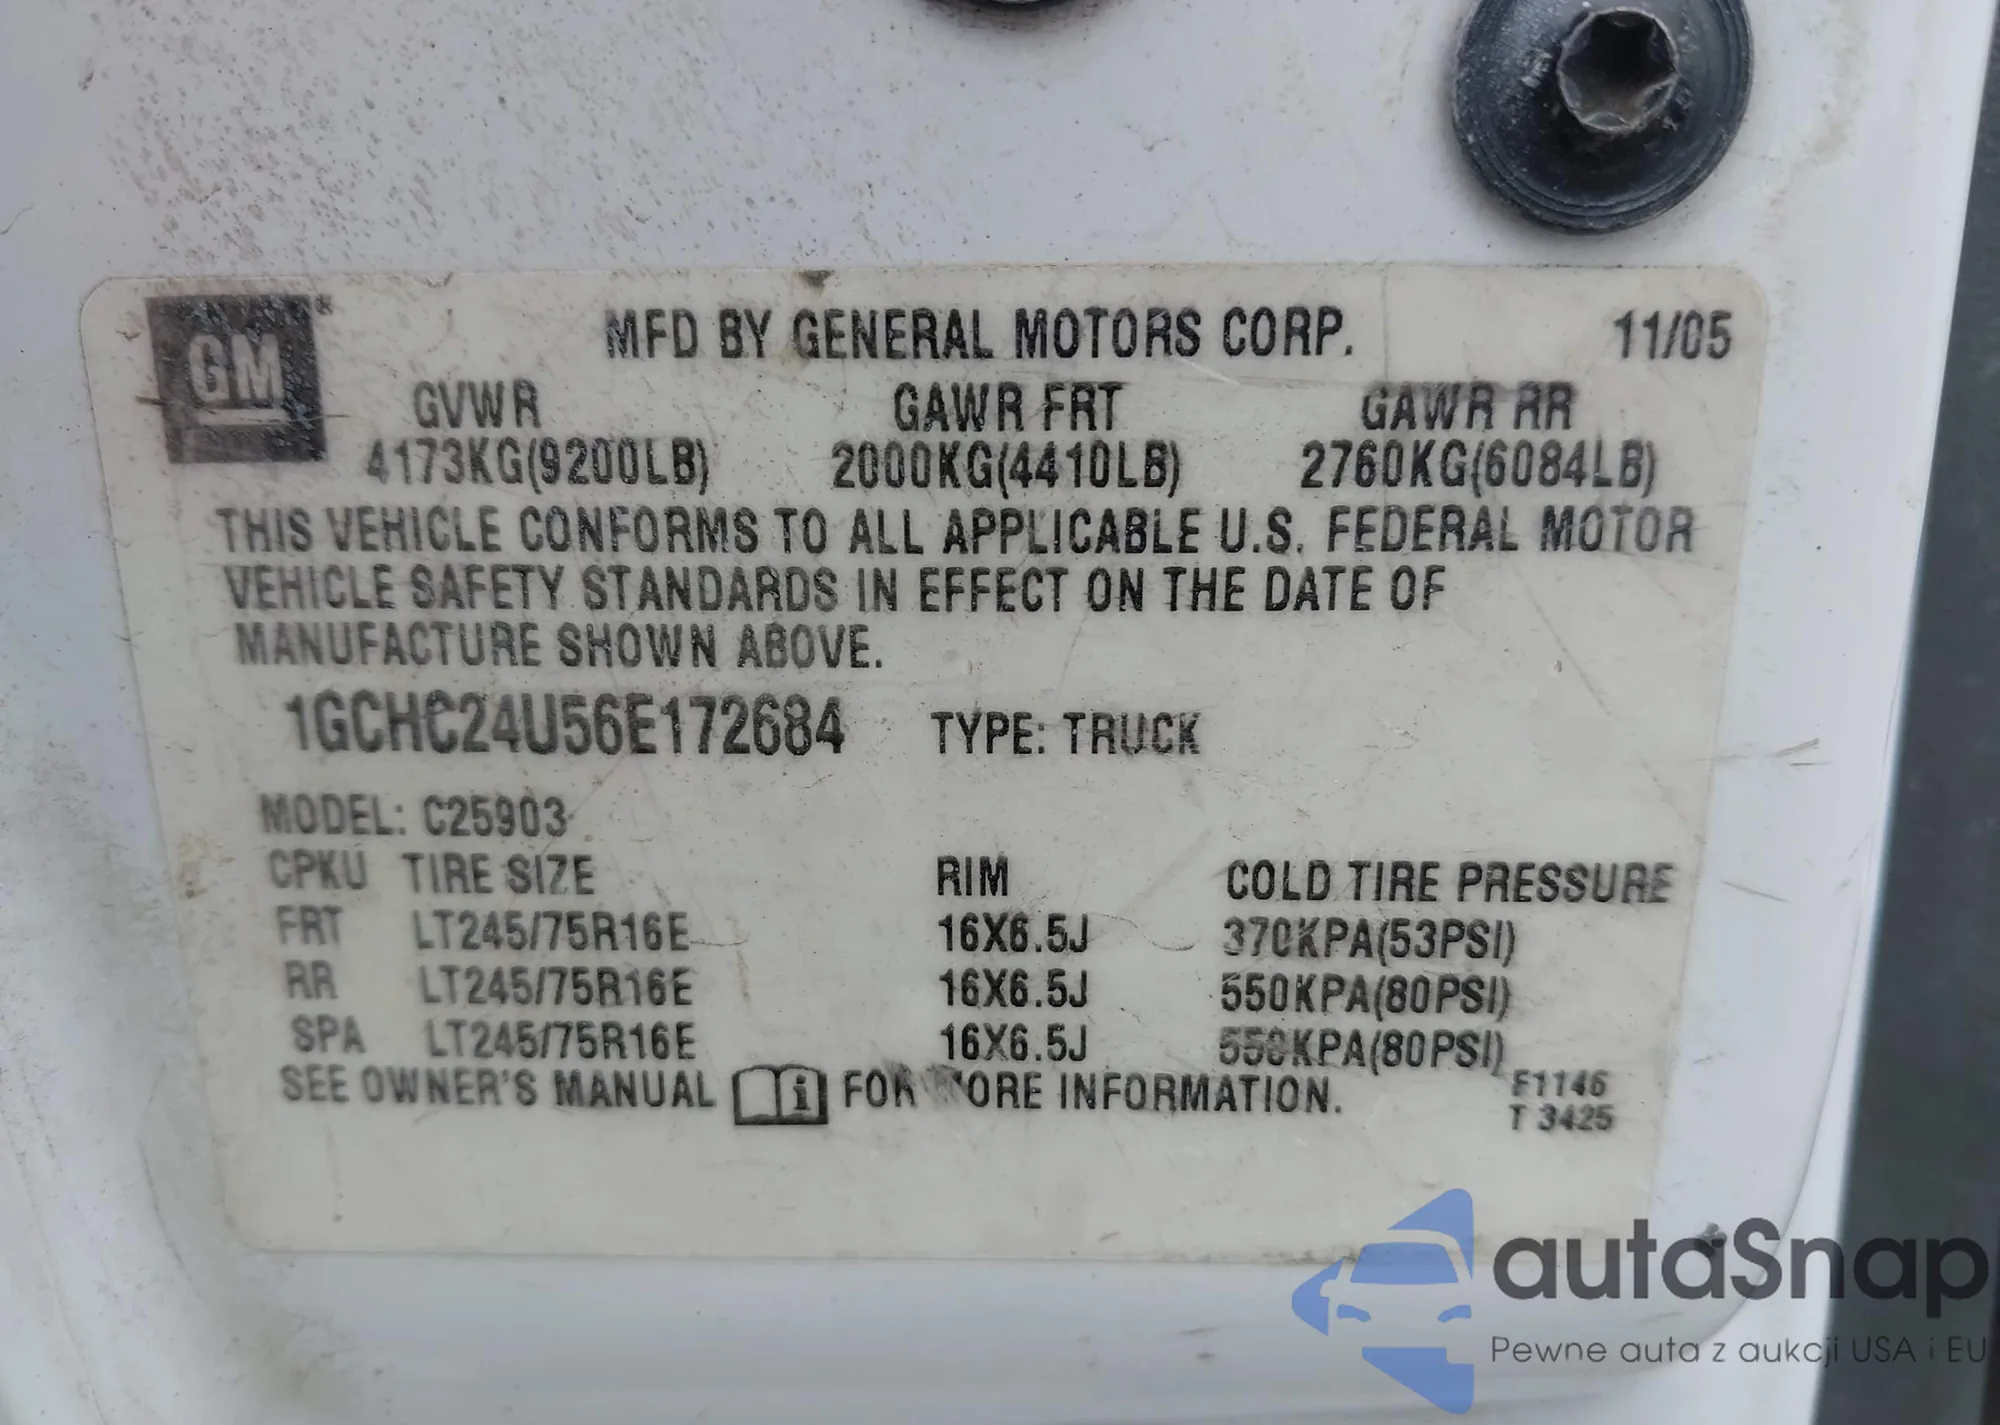 GM®
MFD BY GENERAL MOTORS CORP. 11/05
GVWR GAWR FRT GAWR RR
4173KG(9200LB) 2000KG(4410LB) 2760KG(6084LB)
THIS VEHICLE CONFORMS TO ALL APPLICABLE U.S. FEDERAL MOTOR
VEHICLE SAFETY STANDARDS IN EFFECT ON THE DATE OF
MANUFACTURE SHOWN ABOVE.
1GCHC24U56E172684 TYPE: TRUCK
MODEL: C25903
CPKU TIRE SIZE RIM COLD TIRE PRESSURE
FRT LT245/75R16E 16X6.5J 370KPA(53PSI)
RR LT245/75R16E 16X6.5J 550KPA(80PSI)
SPA LT245/75R16E 16X6.5J 550KPA(80PSI)
SEE OWNER'S MANUAL i FOR MORE INFORMATION.
F1146
T 3425
autaSnap
Pewne auta z aukcji USA i EU